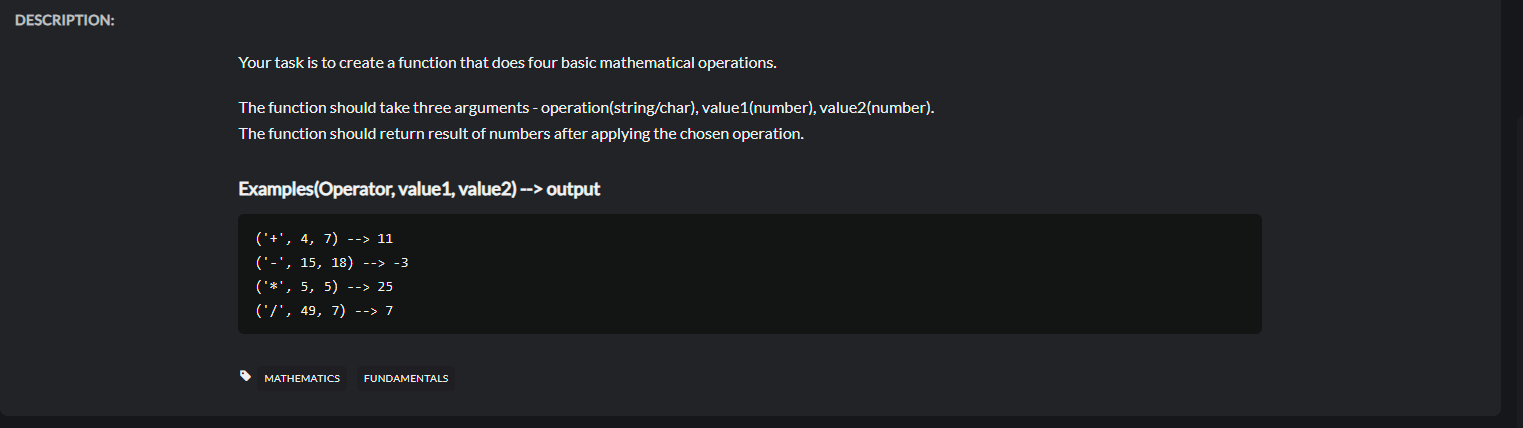 DESCRIPTION:
Your task is to create a function that does four basic mathematical operations.
The function should take three arguments - operation(string/char), value1(number), value2(number).
The function should return result of numbers after applying the chosen operation.
Examples(Operator, value1, value2) --> output
('+', 4, 7) --> 11
('-', 15, 18) --> -3
('*', 5, 5) --> 25
('/', 49, 7) --> 7
MATHEMATICS FUNDAMENTALS